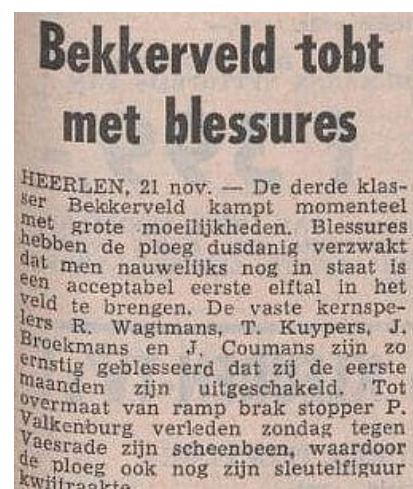 Bekkerveld tobt
met blessures
HEERLEN, 21 nov. — De derde klas-
ser Bekkerveld kampt momenteel
met grote moeilijkheden. Blessures
hebben de ploeg dusdanig verzwakt
dat men nauwelijks nog in staat is
een acceptabel eerste elftal in het
veld te brengen. De vaste kernspe-
lers R. Wagtmans, T. Kuypers, J.
Broekmans en J. Coumans zijn zo
ernstig geblesseerd dat zij de eerste
maanden zijn uitgeschakeld. Tot
overmaat van ramp brak stopper P.
Valkenburg verleden zondag tegen
Vaesrade zijn scheenbeen, waardoor
de ploeg ook nog zijn sleutelfiguur
kwijtraakte.